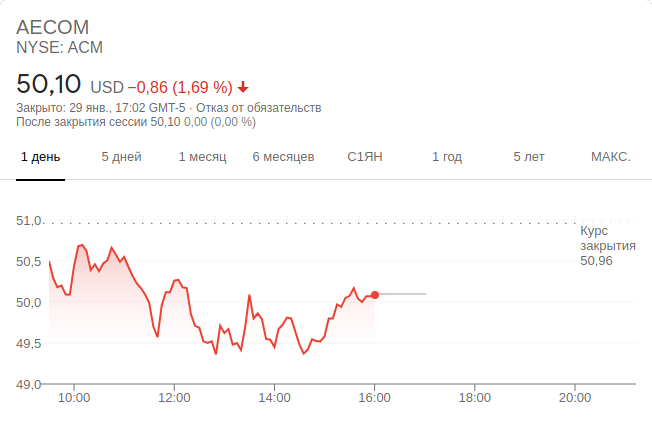 AECOM
NYSE: ACM
50,10 USD −0,86 (1,69 %)
Закрыто: 29 янв., 17:02 GMT-5 · Отказ от обязательств
После закрытия сессии 50,10 0,00 (0,00 %)
1 день 5 дней 1 месяц 6 месяцев С1ЯН 1 год 5 лет МАКС.
51,0
Курс
закрытия
50,96
50,5
50,0
49,5
49,0
10:00 12:00 14:00 16:00 18:00 20:00